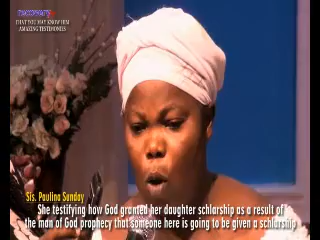 THAT YOU MAY KNOW HIM
AMAZING TESTIMONIES
Sis. Paulina Sunday
She testifying how God granted her daughter schlarship as a result of
the man of God prophecy that someone here is going to be given a schlarship